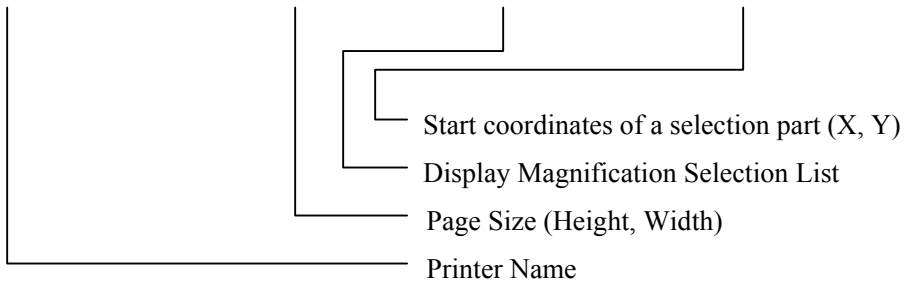 Start coordinates of a selection part (X, Y)
Display Magnification Selection List
Page Size (Height, Width)
Printer Name